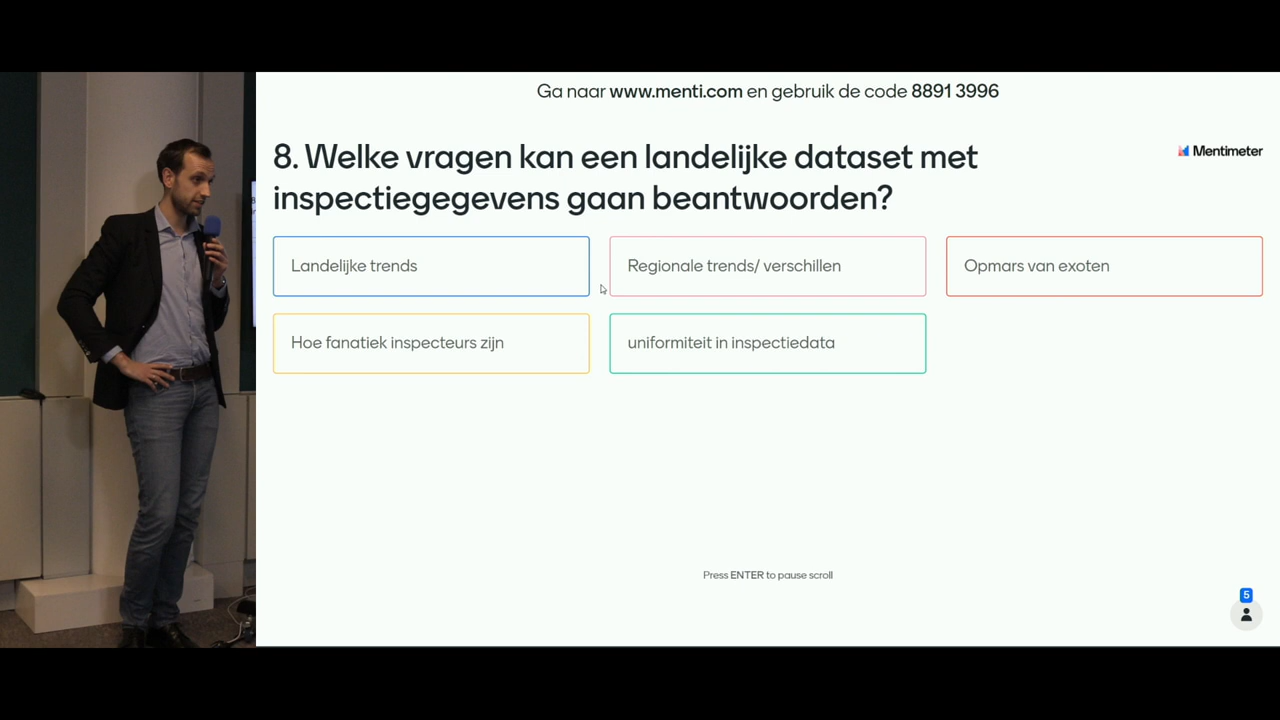 Ga naar www.menti.com en gebruik de code 8891 3996
8. Welke vragen kan een landelijke dataset met
inspectiegegevens gaan beantwoorden?
Mentimeter
Landelijke trends
Regionale trends/ verschillen
Opmars van exoten
Hoe fanatiek inspecteurs zijn
uniformiteit in inspectiedata
Press ENTER to pause scroll
5